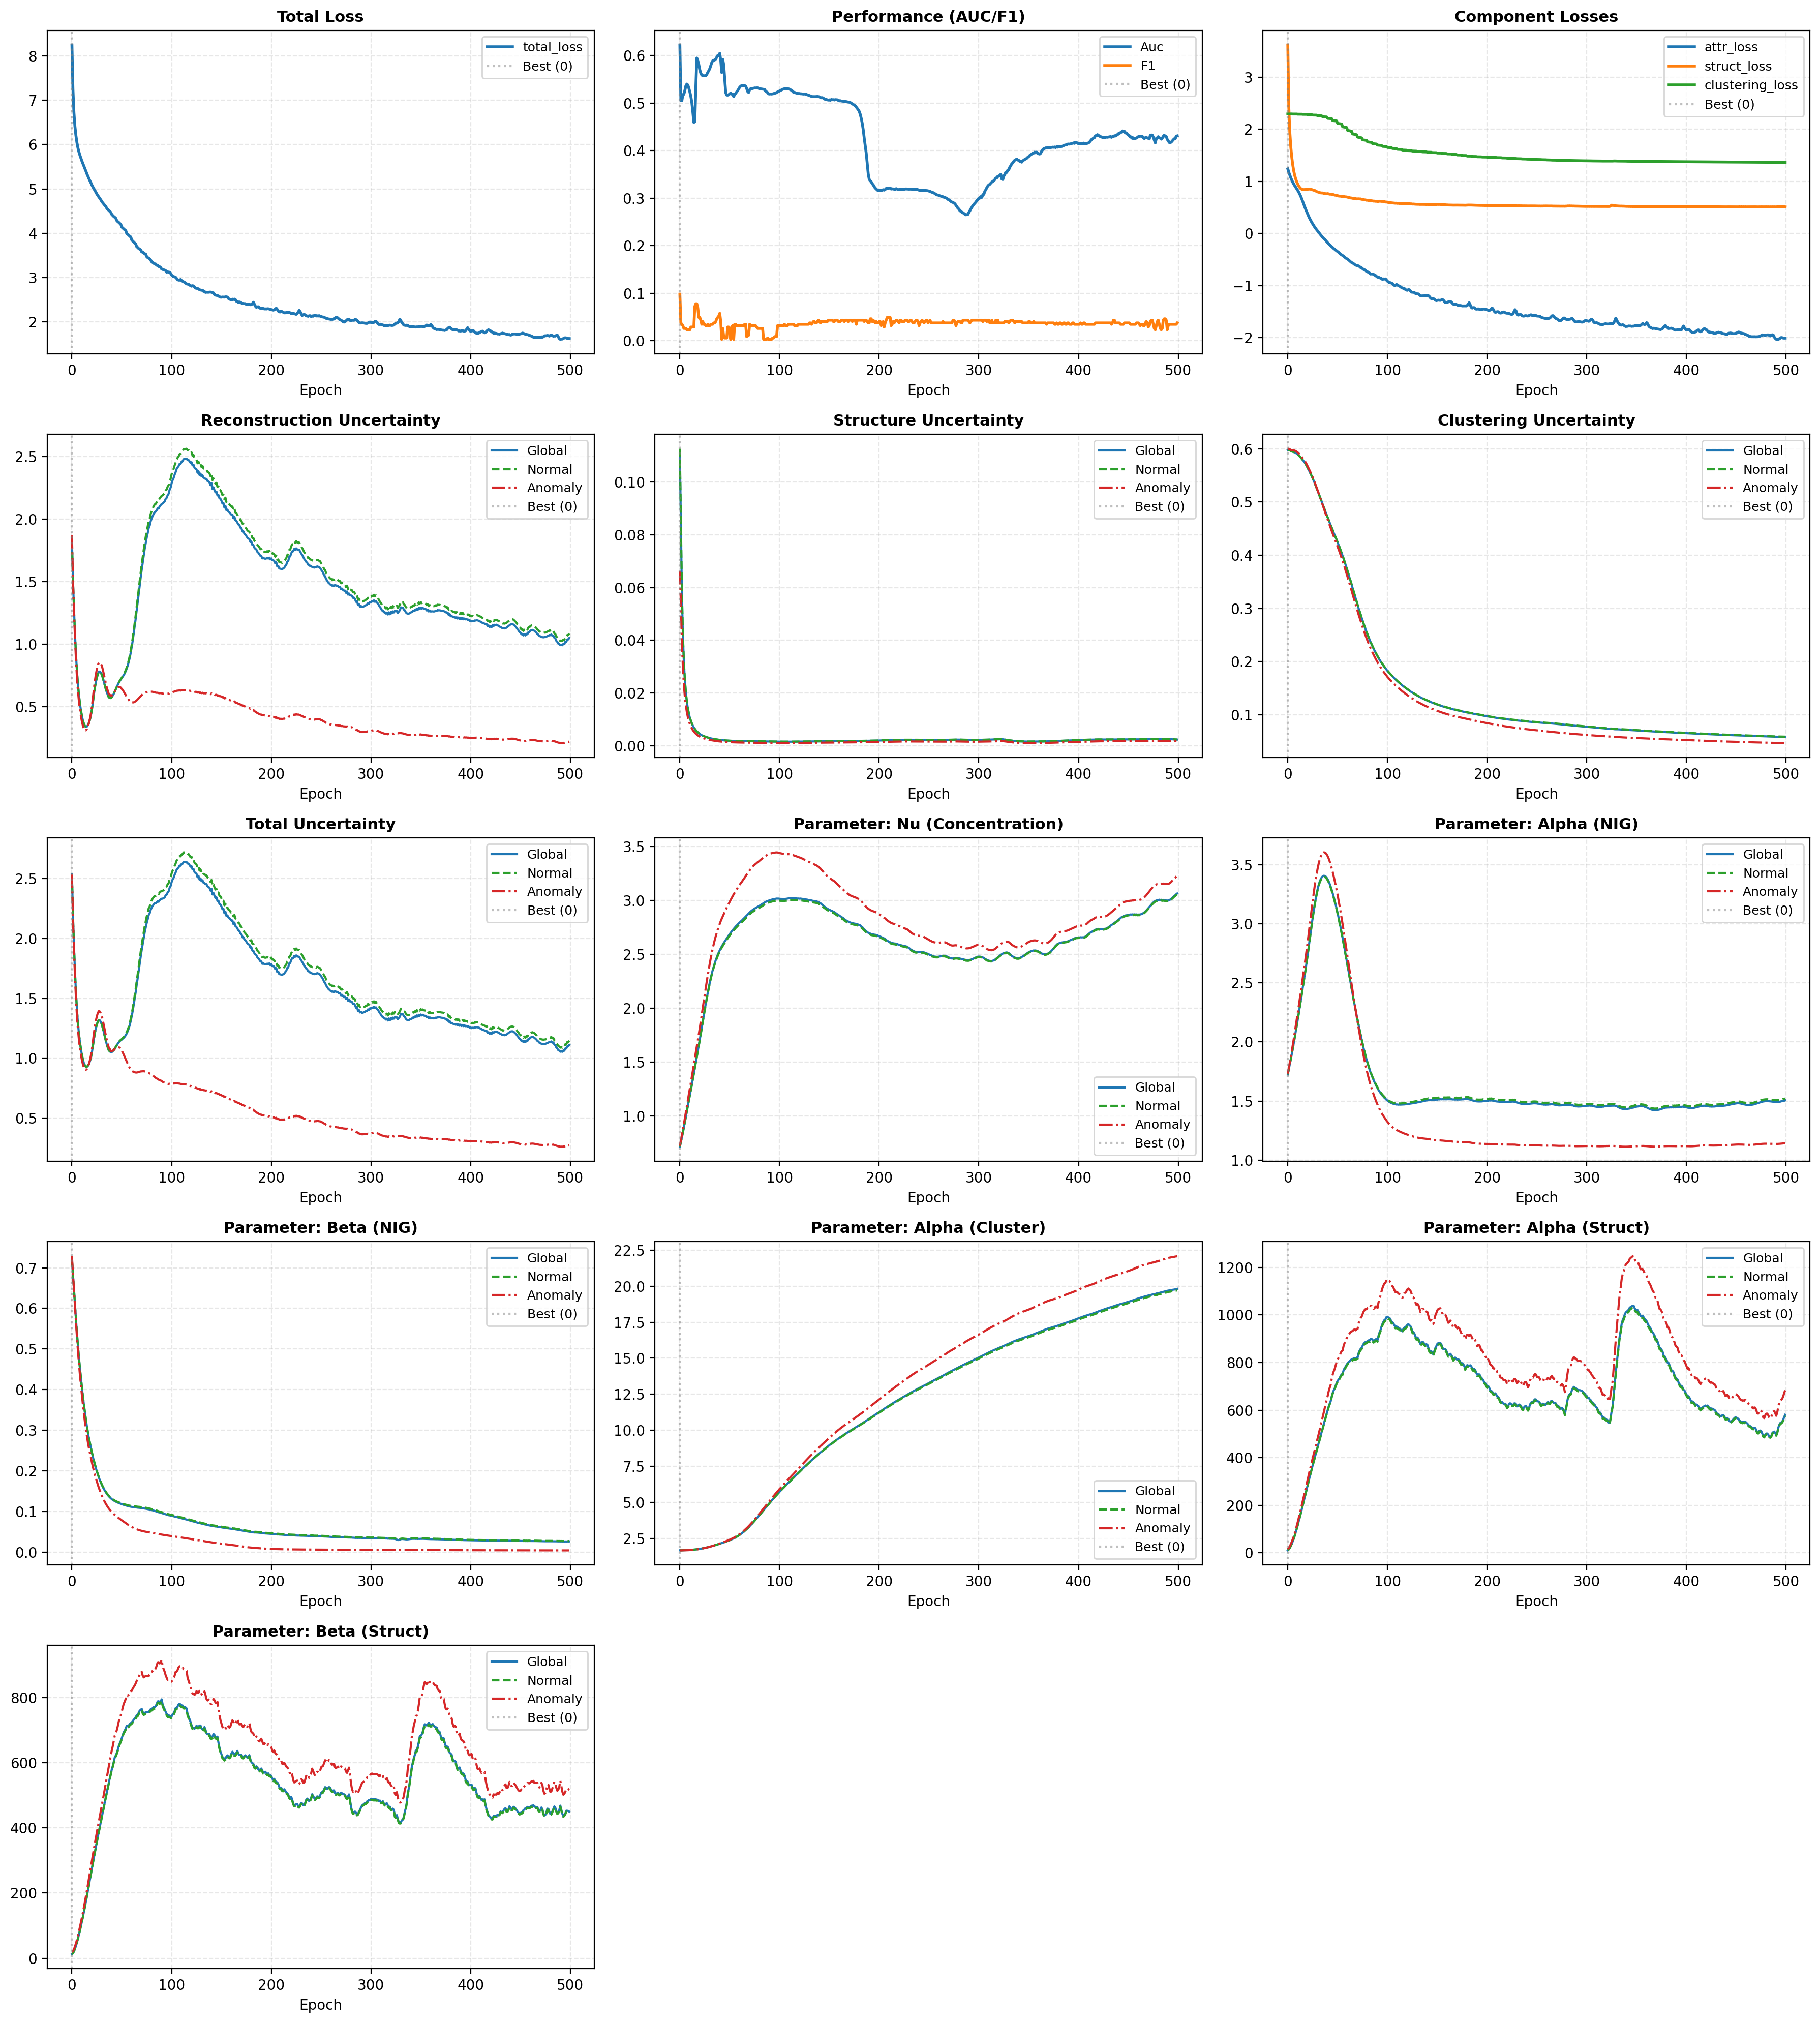 Total Loss
8
7
6
5
4
3
2
total_loss
Best (0)
0
100
200
300
400
500
Epoch
Performance (AUC/F1)
0.6
0.5
0.4
0.3
0.2
0.1
0.0
Auc
F1
Best (0)
0
100
200
300
400
500
Epoch
Component Losses
3
2
1
0
−1
−2
attr_loss
struct_loss
clustering_loss
Best (0)
0
100
200
300
400
500
Epoch
Reconstruction Uncertainty
2.5
2.0
1.5
1.0
0.5
Global
Normal
Anomaly
Best (0)
0
100
200
300
400
500
Epoch
Structure Uncertainty
0.10
0.08
0.06
0.04
0.02
0.00
Global
Normal
Anomaly
Best (0)
0
100
200
300
400
500
Epoch
Clustering Uncertainty
0.6
0.5
0.4
0.3
0.2
0.1
Global
Normal
Anomaly
Best (0)
0
100
200
300
400
500
Epoch
Total Uncertainty
2.5
2.0
1.5
1.0
0.5
Global
Normal
Anomaly
Best (0)
0
100
200
300
400
500
Epoch
Parameter: Nu (Concentration)
3.5
3.0
2.5
2.0
1.5
1.0
Global
Normal
Anomaly
Best (0)
0
100
200
300
400
500
Epoch
Parameter: Alpha (NIG)
3.5
3.0
2.5
2.0
1.5
1.0
Global
Normal
Anomaly
Best (0)
0
100
200
300
400
500
Epoch
Parameter: Beta (NIG)
0.7
0.6
0.5
0.4
0.3
0.2
0.1
0.0
Global
Normal
Anomaly
Best (0)
0
100
200
300
400
500
Epoch
Parameter: Alpha (Cluster)
22.5
20.0
17.5
15.0
12.5
10.0
7.5
5.0
2.5
Global
Normal
Anomaly
Best (0)
0
100
200
300
400
500
Epoch
Parameter: Alpha (Struct)
1200
1000
800
600
400
200
0
Global
Normal
Anomaly
Best (0)
0
100
200
300
400
500
Epoch
Parameter: Beta (Struct)
800
600
400
200
0
Global
Normal
Anomaly
Best (0)
0
100
200
300
400
500
Epoch